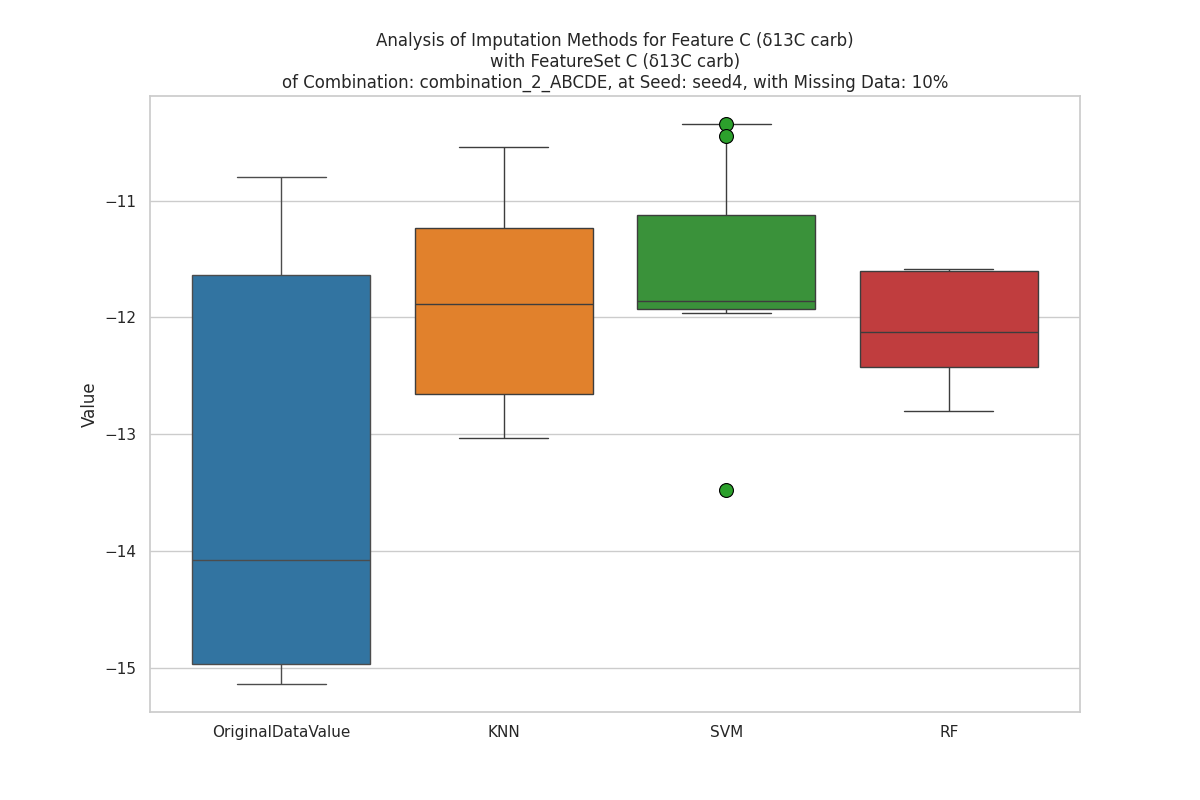 Analysis of Imputation Methods for Feature C (δ13C carb)
with FeatureSet C (δ13C carb)
of Combination: combination_2_ABCDE, at Seed: seed4, with Missing Data: 10%
Value
−11
−12
−13
−14
−15
OriginalDataValue
KNN
SVM
RF